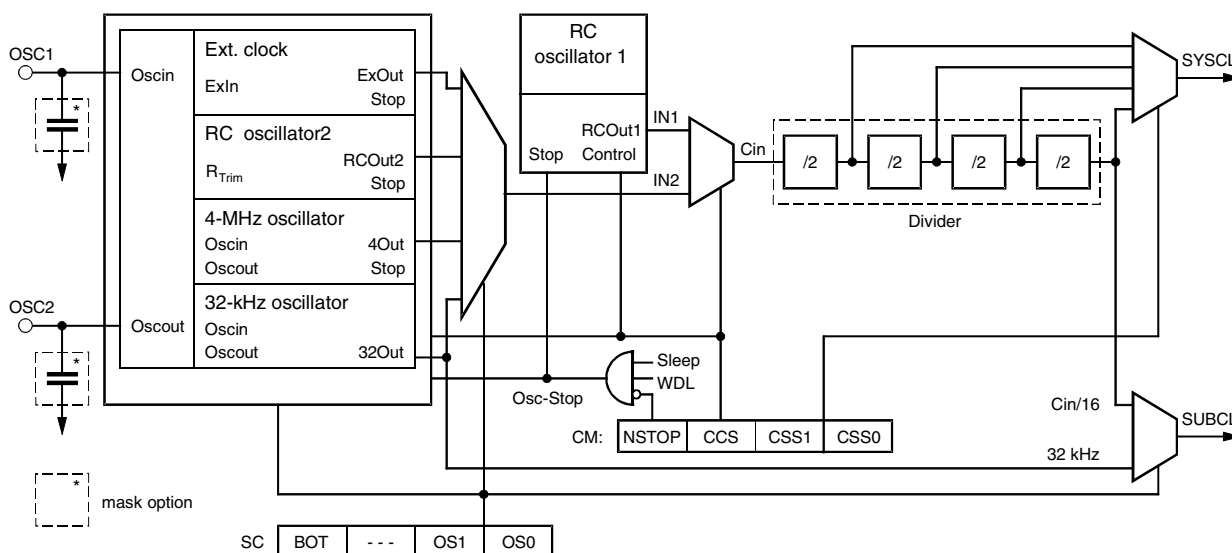 OSC1
Oscin
*
Ext. clock
ExIn
ExOut
Stop
RC oscillator2
RTrim
RCOut2
Stop
4-MHz oscillator
Oscin
4Out
Oscout
Stop
32-kHz oscillator
Oscin
Oscout
32Out
OSC2
Oscout
*
*
mask option
RC
oscillator 1
RCOut1
Stop
Control
IN1
IN2
Cin
/2
/2
/2
/2
Divider
SYSCL
Sleep
WDL
Osc-Stop
CM:
NSTOP
CCS
CSS1
CSS0
Cin/16
32 kHz
SUBCL
SC
BOT
- - -
OS1
OS0